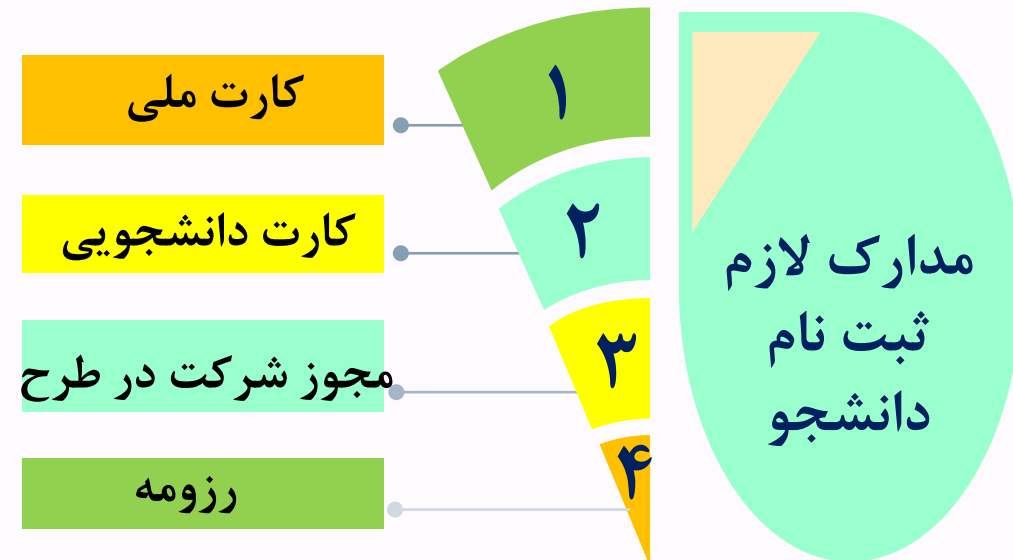 مدارک لازم
ثبت نام
دانشجو
۱
کارت ملی
۲
کارت دانشجویی
۳
مجوز شرکت در طرح
۴
رزومه